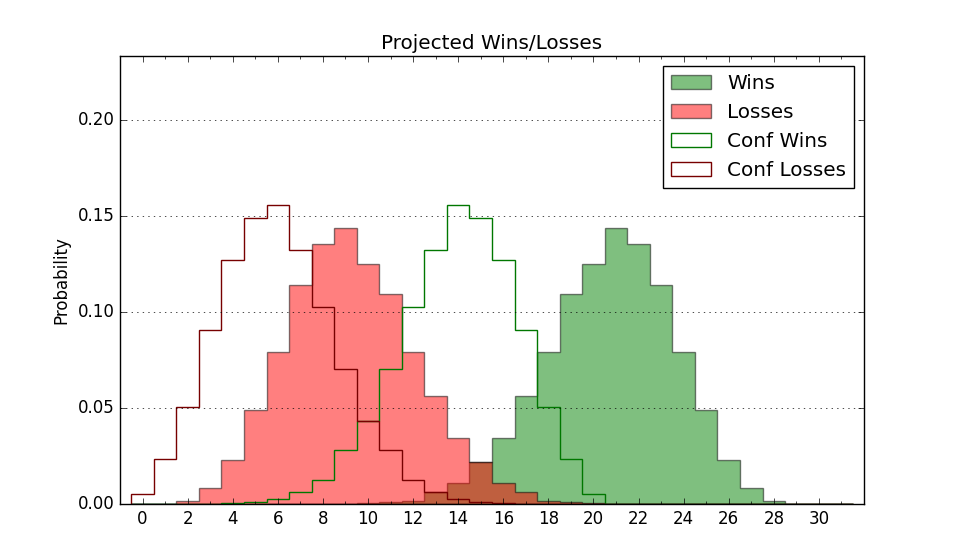 Projected Wins/Losses
Wins
Losses
Conf Wins
Conf Losses
Probability
0.20
0.15
0.10
0.05
0.00
0 2 4 6 8 10 12 14 16 18 20 22 24 26 28 30